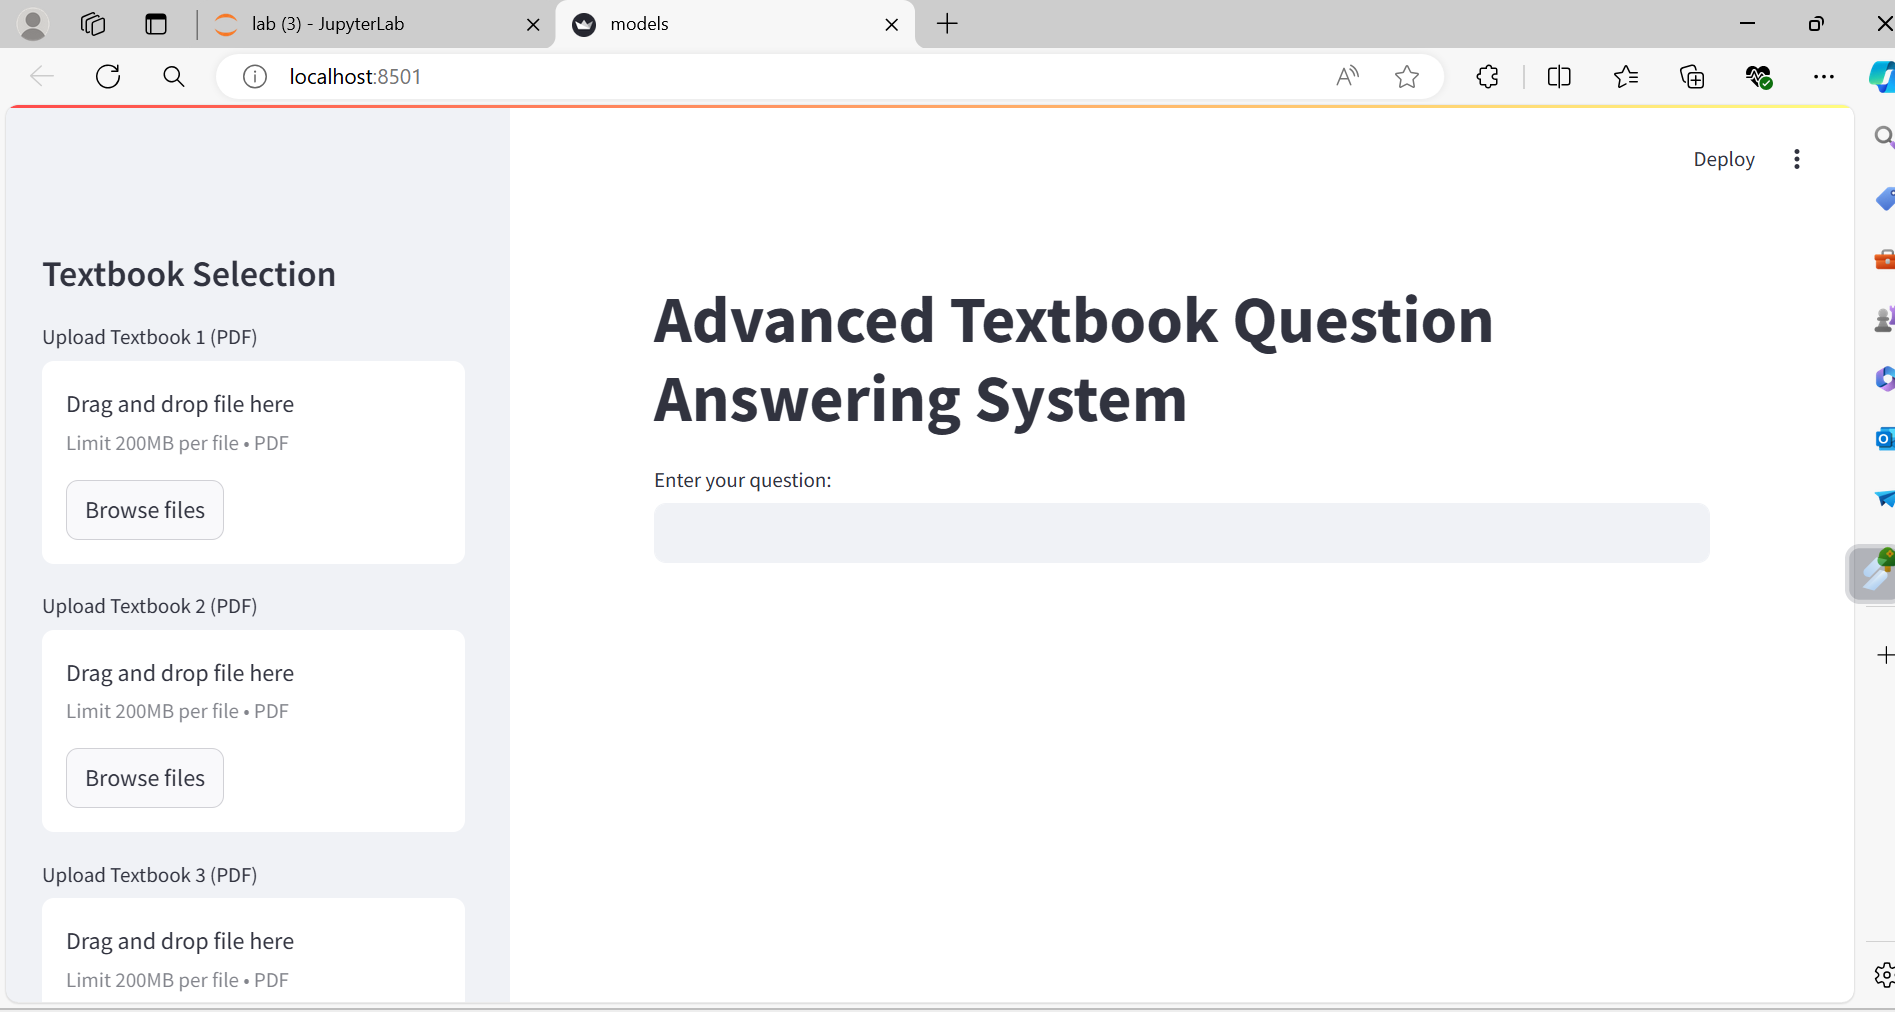 lab (3) - JupyterLab
models
localhost:8501
Deploy
Textbook Selection
Upload Textbook 1 (PDF)
Drag and drop file here
Limit 200MB per file • PDF
Browse files
Upload Textbook 2 (PDF)
Drag and drop file here
Limit 200MB per file • PDF
Browse files
Upload Textbook 3 (PDF)
Drag and drop file here
Limit 200MB per file • PDF
Advanced Textbook Question
Answering System
Enter your question: